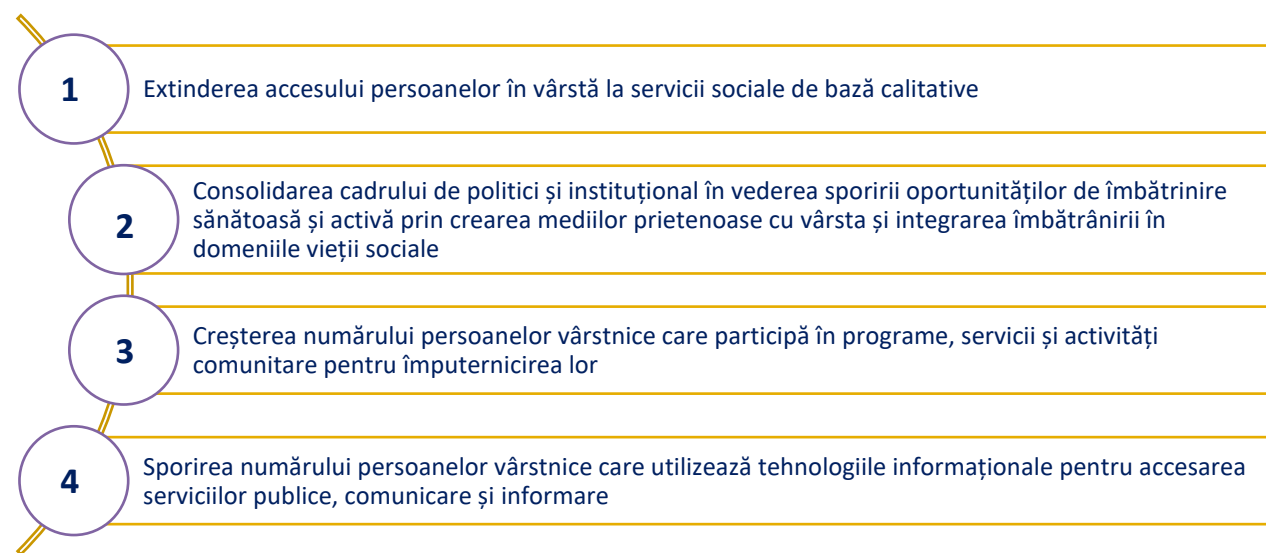 1
Extinderea accesului persoanelor în vârstă la servicii sociale de bază calitative
2
Consolidarea cadrului de politici și instituțional în vederea sporirii oportunităților de îmbătrinire
sănătoasă și activă prin crearea mediilor prietenoase cu vârsta și integrarea îmbătrânirii în
domeniile vieții sociale
3
Creșterea numărului persoanelor vârstnice care participă în programe, servicii și activități
comunitare pentru împuternicirea lor
4
Sporirea numărului persoanelor vârstnice care utilizează tehnologiile informaționale pentru accesarea
serviciilor publice, comunicare și informare